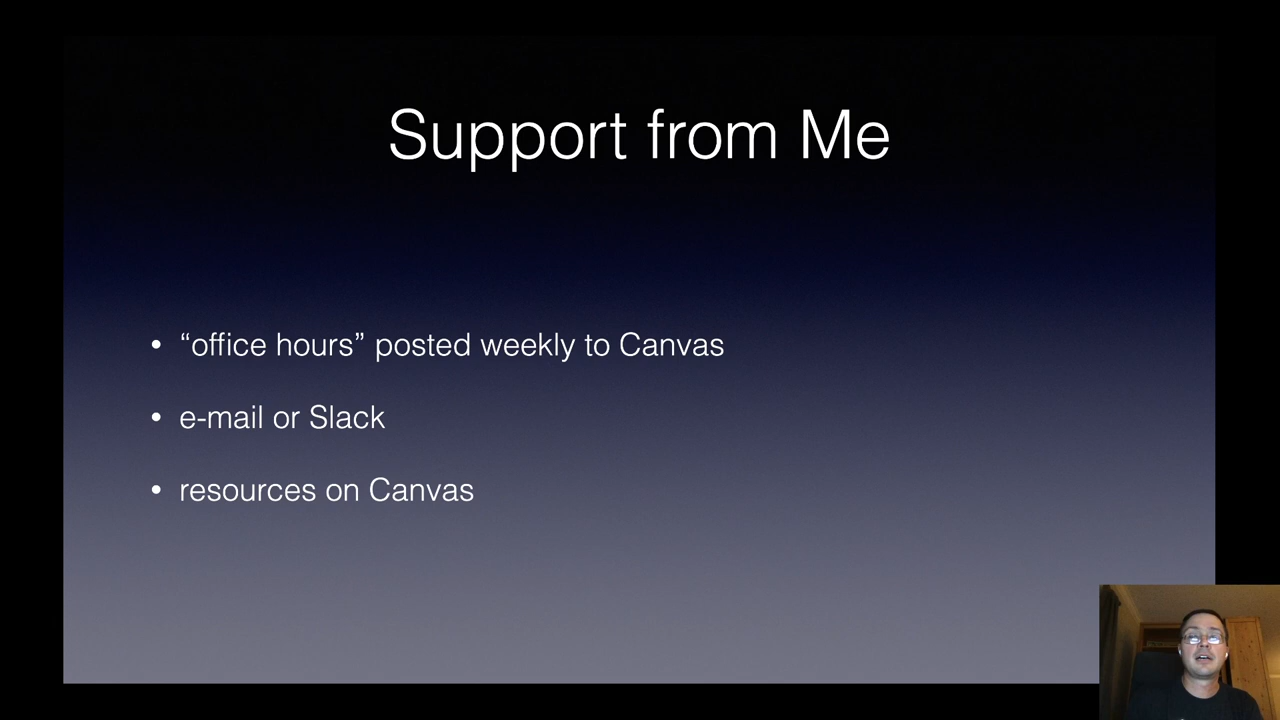 Support from Me
• “office hours” posted weekly to Canvas
• e-mail or Slack
• resources on Canvas